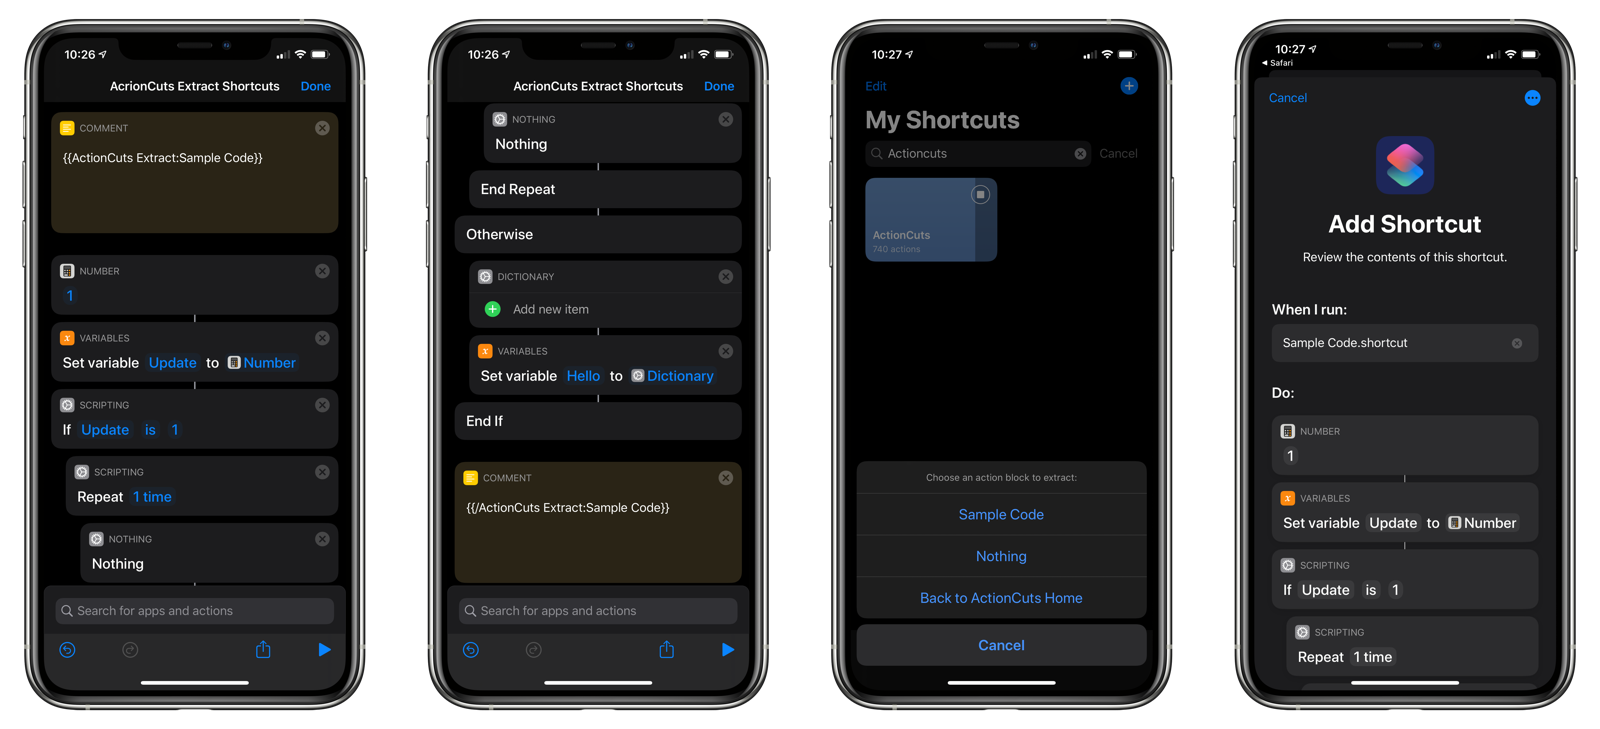 10:26
AcrionCuts Extract Shortcuts
Done
COMMENT
{{ActionCuts Extract:Sample Code}}
NUMBER
1
VARIABLES
Set variable Update to Number
SCRIPTING
If Update is 1
SCRIPTING
Repeat 1 time
NOTHING
Nothing
Search for apps and actions
10:26
AcrionCuts Extract Shortcuts
Done
NOTHING
Nothing
End Repeat
Otherwise
DICTIONARY
Add new item
VARIABLES
Set variable Hello to Dictionary
End If
COMMENT
{{/ActionCuts Extract:Sample Code}}
Search for apps and actions
10:27
Edit
My Shortcuts
Actioncuts
Cancel
ActionCuts
740 actions
Choose an action block to extract:
Sample Code
Nothing
Back to ActionCuts Home
Cancel
10:27
Safari
Cancel
Add Shortcut
Review the contents of this shortcut.
When I run:
Sample Code.shortcut
Do:
NUMBER
1
VARIABLES
Set variable Update to Number
SCRIPTING
If Update is 1
SCRIPTING
Repeat 1 time